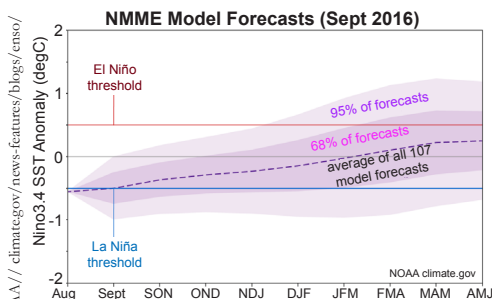 NMME Model Forecasts (Sept 2016)
AA// climate.gov/news-features/blogs/enso/
Nino3.4 SST Anomaly (degC)
2
1
0
-1
-2
El Niño
threshold
95% of forecasts
68% of forecasts
average of all 107
model forecasts
La Niña
threshold
NOAA climate.gov
Aug Sept SON OND NDJ DJF JFM FMA MAM AMJ